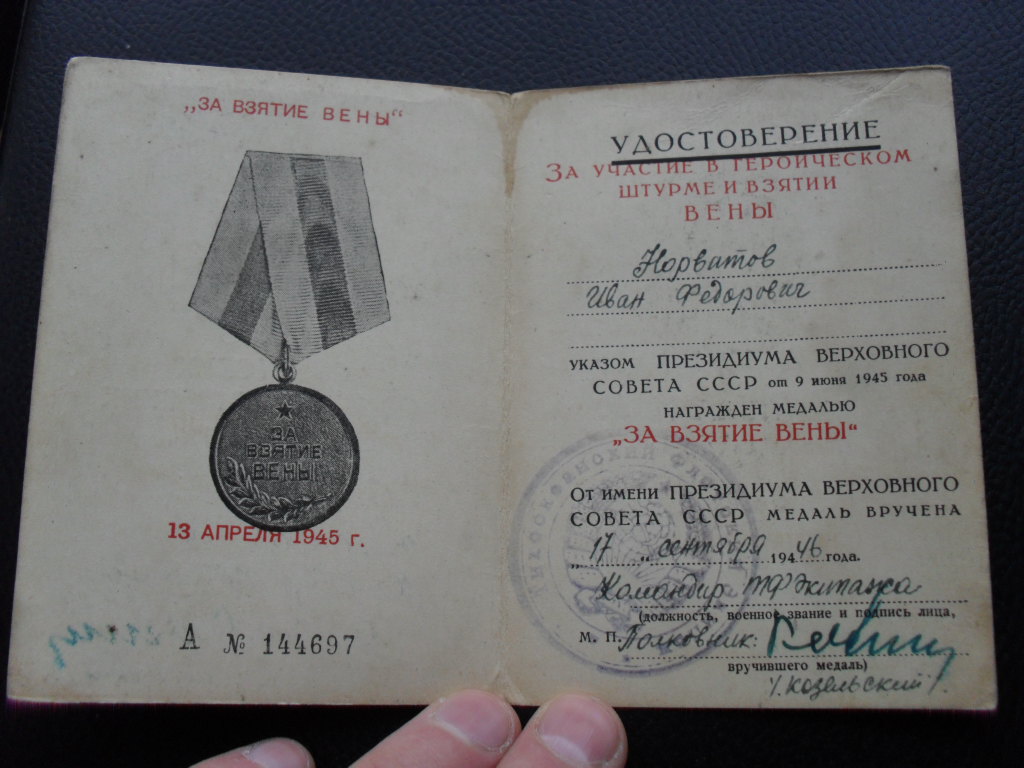 „ЗА ВЗЯТИЕ ВЕНЫ“
ЗА
ВЗЯТИЕ
ВЕНЫ
13 АПРЕЛЯ 1945 г.
А № 144697
УДОСТОВЕРЕНИЕ
ЗА УЧАСТИЕ В ГЕРОИЧЕСКОМ
ШТУРМЕ И ВЗЯТИИ
ВЕНЫ
Норватов
Иван Федорович
УКАЗОМ ПРЕЗИДИУМА ВЕРХОВНОГО
СОВЕТА СССР от 9 июня 1945 года
НАГРАЖДЕН МЕДАЛЬЮ
„ЗА ВЗЯТИЕ ВЕНЫ“
ОТ ИМЕНИ ПРЕЗИДИУМА ВЕРХОВНОГО
СОВЕТА СССР МЕДАЛЬ ВРУЧЕНА
„17“ сентября 1946 года.
Командир ТФ Экипажа
(должность, военное звание и подпись лица,
М. П. Полковник:
вручившего медаль)
/Козельский/